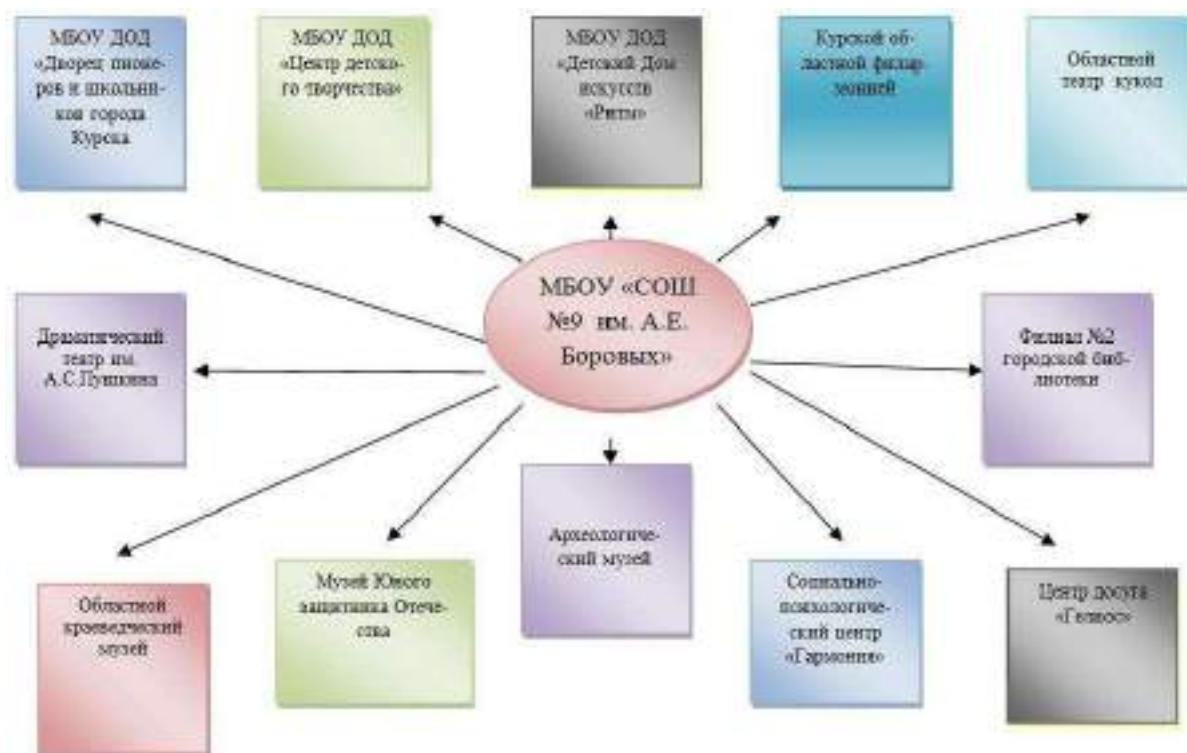 МБОУ ДОД
«Дворец пионе-
ров и школьни-
ков города
Курска
МБОУ ДОД
«Центр детско-
го творчества»
МБОУ ДОД
«Детский Дом
искусств
«Ритм»
Курской об-
ластной филар-
монией
Областной
театр кукол
МБОУ «СОШ
№9 им. А.Е.
Боровых»
Драматический
театр им.
А.С.Пушкина
Филиал №2
городской биб-
лиотеки
Областной
краеведческий
музей
Музей Юного
защитника Отече-
ства
Археологиче-
ский музей
Социально-
психологиче-
ский центр
«Гармония»
Центр досуга
«Гелиос»